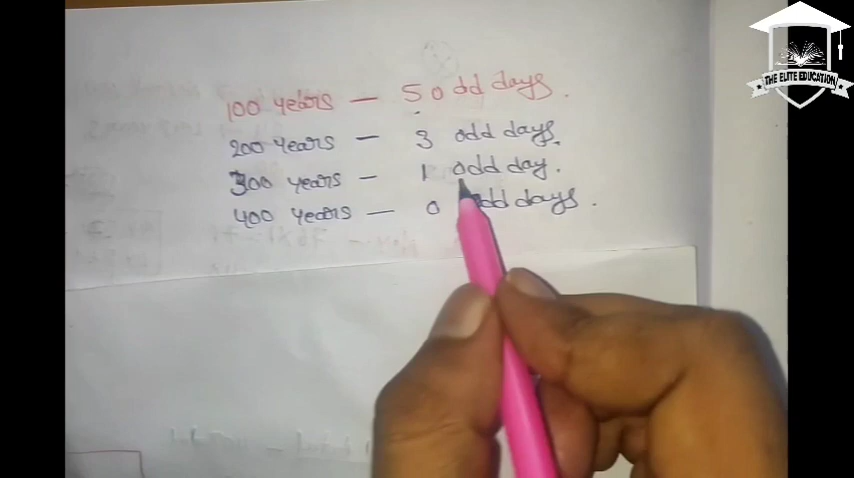 THE ELITE EDUCATION
100 years — 5 odd days.
200 years — 3 odd days.
300 years — 1 odd day.
400 years — 0 odd days.